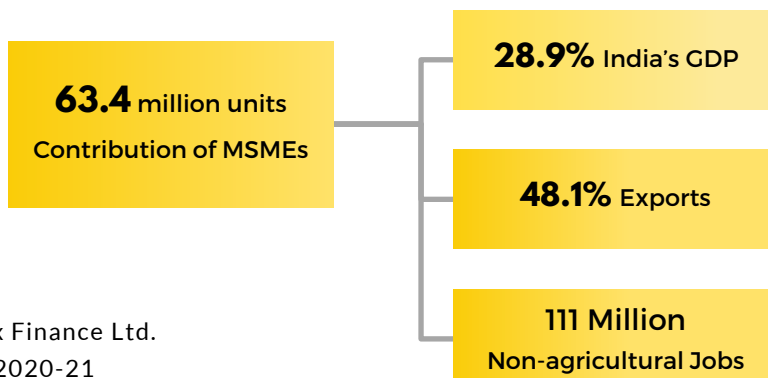 63.4 million units
Contribution of MSMEs
28.9% India's GDP
48.1% Exports
111 Million
Non-agricultural Jobs
Finance Ltd.
2020-21